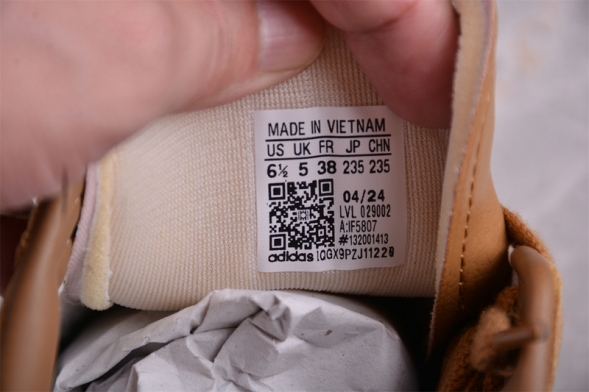 MADE IN VIETNAM
US UK FR JP CHN
6½ 5 38 235 235
04/24
LVL 029002
A:IF5807
#132001413
adidas IQGX9PZJ11220